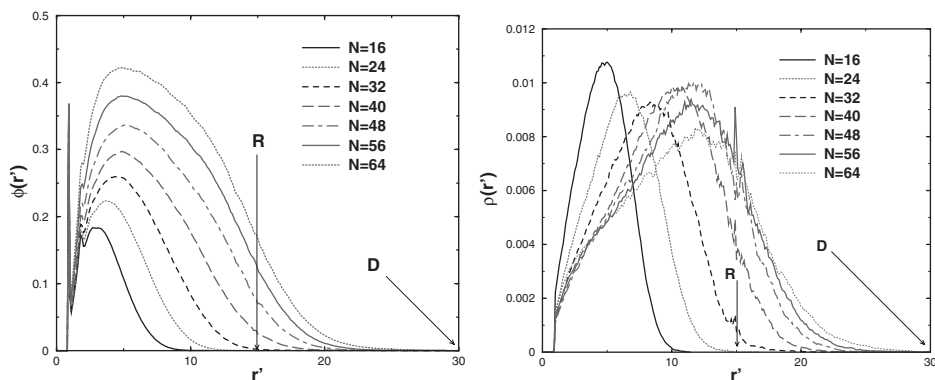 0.5
0.4
0.3
0.2
0.1
0
ϕ(r')
N=16
N=24
N=32
N=40
N=48
N=56
N=64
R
D
0
10
20
30
r'
0.012
0.01
0.008
0.006
0.004
0.002
0
ρ(r')
N=16
N=24
N=32
N=40
N=48
N=56
N=64
R
D
0
10
20
30
r'